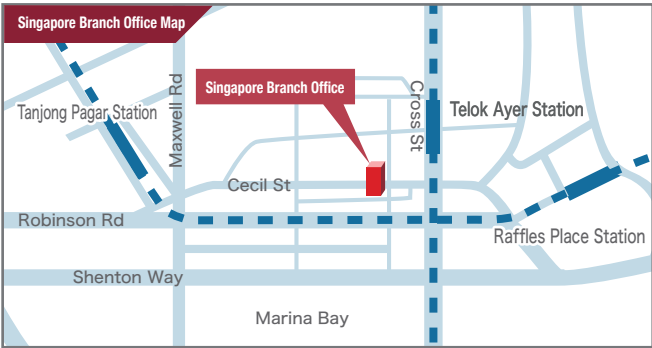 Singapore Branch Office Map
Singapore Branch Office
Tanjong Pagar Station
Maxwell Rd
Cross St
Telok Ayer Station
Cecil St
Robinson Rd
Raffles Place Station
Shenton Way
Marina Bay